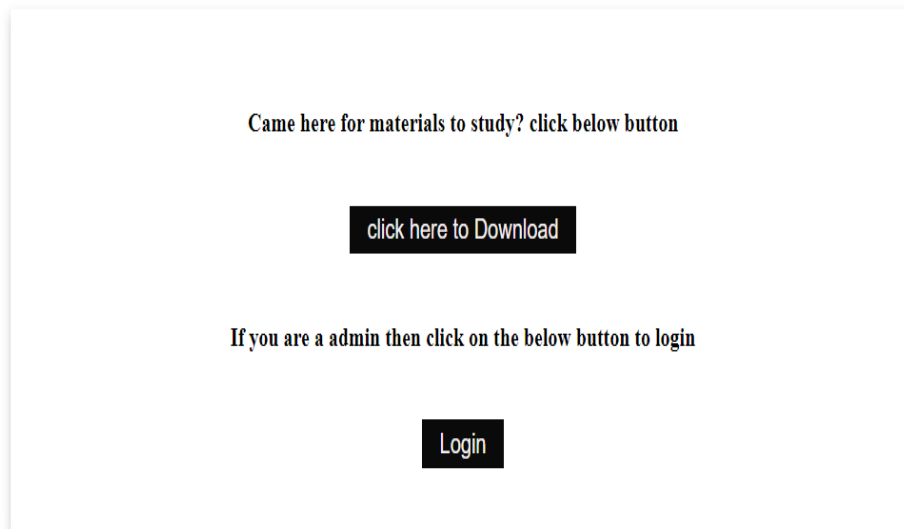 Came here for materials to study? click below button
click here to Download
If you are a admin then click on the below button to login
Login